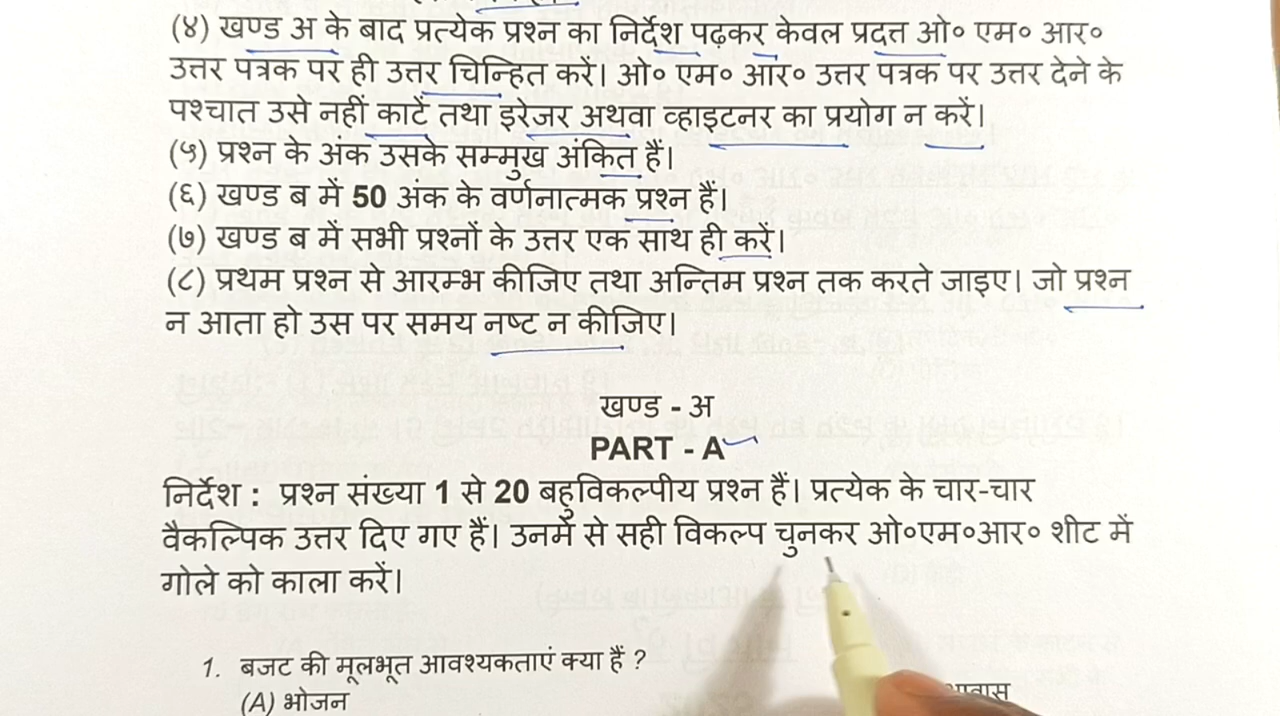 (४) खण्ड अ के बाद प्रत्येक प्रश्न का निर्देश पढ़कर केवल प्रदत्त ओ० एम० आर०
उत्तर पत्रक पर ही उत्तर चिन्हित करें। ओ० एम० आर० उत्तर पत्रक पर उत्तर देने के
पश्चात उसे नहीं काटें तथा इरेजर अथवा व्हाइटनर का प्रयोग न करें।
(५) प्रश्न के अंक उसके सम्मुख अंकित हैं।
(६) खण्ड ब में 50 अंक के वर्णनात्मक प्रश्न हैं।
(७) खण्ड ब में सभी प्रश्नों के उत्तर एक साथ ही करें।
(८) प्रथम प्रश्न से आरम्भ कीजिए तथा अन्तिम प्रश्न तक करते जाइए। जो प्रश्न
न आता हो उस पर समय नष्ट न कीजिए।
खण्ड - अ
PART - A
निर्देश : प्रश्न संख्या 1 से 20 बहुविकल्पीय प्रश्न हैं। प्रत्येक के चार-चार
वैकल्पिक उत्तर दिए गए हैं। उनमें से सही विकल्प चुनकर ओ०एम०आर० शीट में
गोले को काला करें।
1. बजट की मूलभूत आवश्यकताएं क्या हैं ?
(A) भोजन